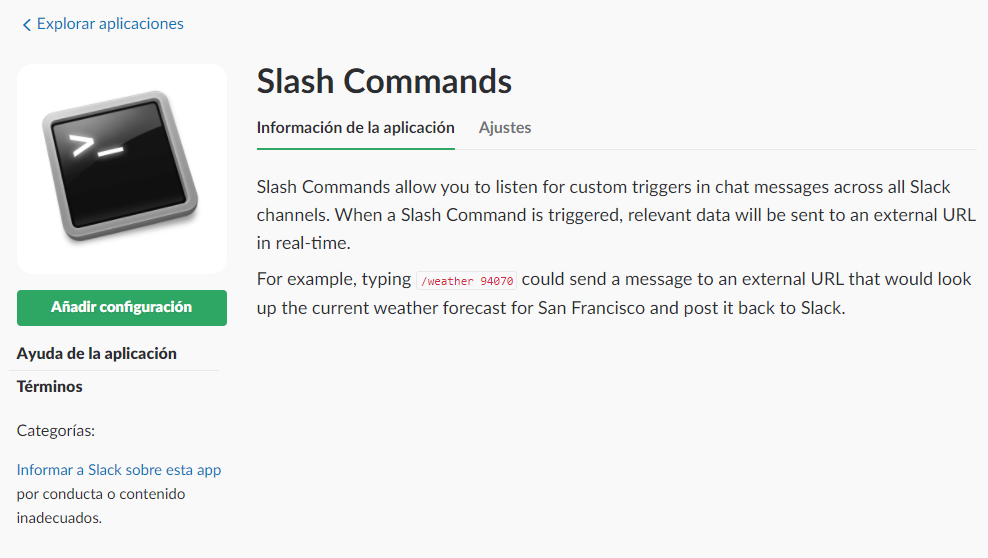 Explorar aplicaciones
>_
Slash Commands
Información de la aplicación
Ajustes
Slash Commands allow you to listen for custom triggers in chat messages across all Slack
channels. When a Slash Command is triggered, relevant data will be sent to an external URL
in real-time.
For example, typing /weather 94070 could send a message to an external URL that would look
up the current weather forecast for San Francisco and post it back to Slack.
Añadir configuración
Ayuda de la aplicación
Términos
Categorías:
Informar a Slack sobre esta app
por conducta o contenido
inadecuados.